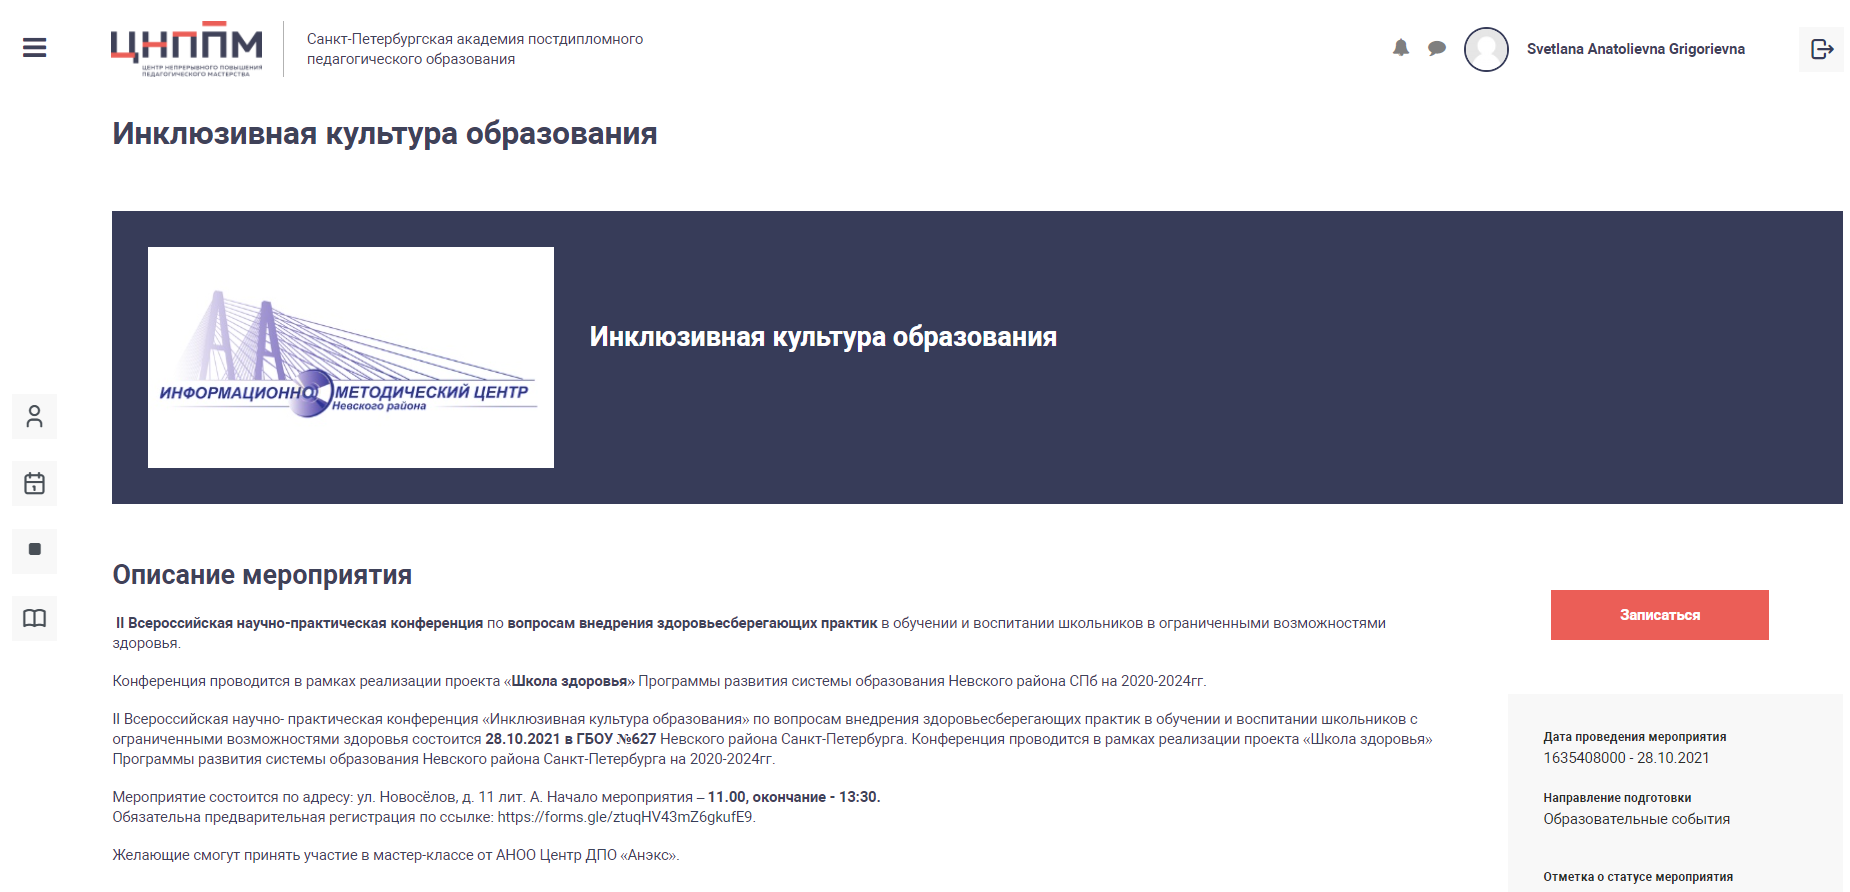 ЦНППМ
ЦЕНТР НЕПРЕРЫВНОГО ПОВЫШЕНИЯ
ПЕДАГОГИЧЕСКОГО МАСТЕРСТВА
Санкт-Петербургская академия постдипломного
педагогического образования
Svetlana Anatolievna Grigorievna
Инклюзивная культура образования
ИНФОРМАЦИОННО МЕТОДИЧЕСКИЙ ЦЕНТР
Невского района
Инклюзивная культура образования
Описание мероприятия
II Всероссийская научно-практическая конференция по вопросам внедрения здоровьесберегающих практик в обучении и воспитании школьников в ограниченными возможностями
здоровья.
Конференция проводится в рамках реализации проекта «Школа здоровья» Программы развития системы образования Невского района СПб на 2020-2024гг.
II Всероссийская научно- практическая конференция «Инклюзивная культура образования» по вопросам внедрения здоровьесберегающих практик в обучении и воспитании школьников с
ограниченными возможностями здоровья состоится 28.10.2021 в ГБОУ №627 Невского района Санкт-Петербурга. Конференция проводится в рамках реализации проекта «Школа здоровья»
Программы развития системы образования Невского района Санкт-Петербурга на 2020-2024гг.
Мероприятие состоится по адресу: ул. Новосёлов, д. 11 лит. А. Начало мероприятия – 11.00, окончание - 13:30.
Обязательна предварительная регистрация по ссылке: https://forms.gle/ztuqHV43mZ6gkufE9.
Желающие смогут принять участие в мастер-классе от АНОО Центр ДПО «Анэкс».
Записаться
Дата проведения мероприятия
1635408000 - 28.10.2021
Направление подготовки
Образовательные события
Отметка о статусе мероприятия